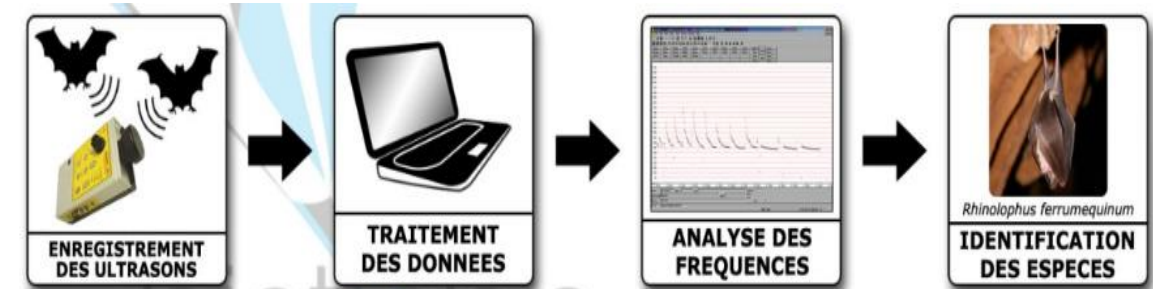 ENREGISTREMENT
DES ULTRASONS
TRAITEMENT
DES DONNEES
ANALYSE DES
FREQUENCES
Rhinolophus ferrumequinum
IDENTIFICATION
DES ESPECES